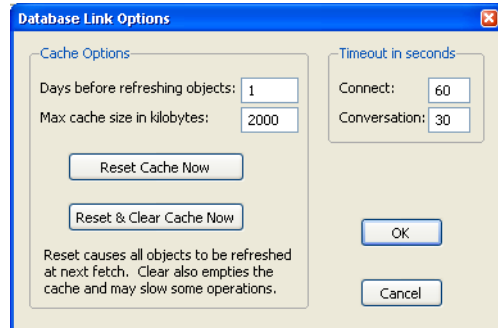 Database Link Options
Cache Options
Days before refreshing objects: 1
Max cache size in kilobytes: 2000
Reset Cache Now
Reset & Clear Cache Now
Reset causes all objects to be refreshed
at next fetch. Clear also empties the
cache and may slow some operations.
Timeout in seconds
Connect: 60
Conversation: 30
OK
Cancel